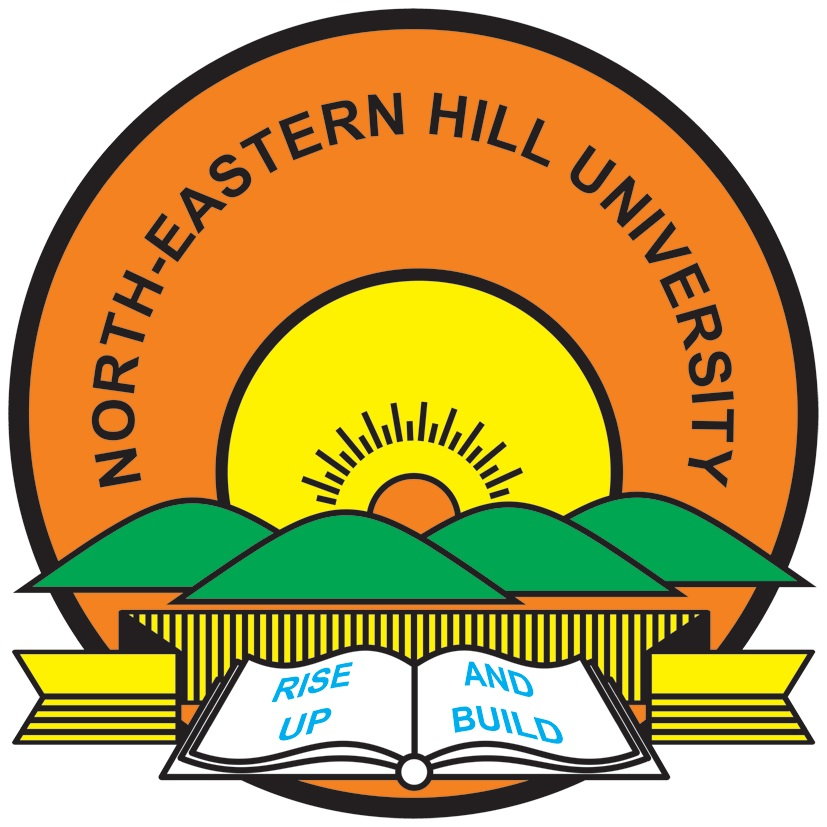 NORTH-EASTERN HILL UNIVERSITY
RISE UP
AND BUILD